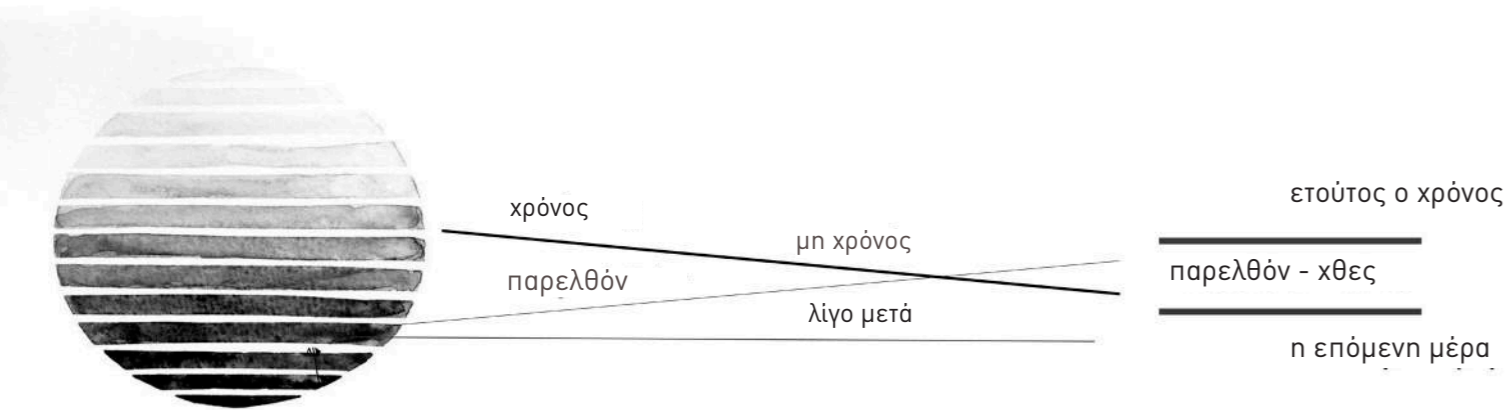 χρόνος
μη χρόνος
παρελθόν
λίγο μετά
ετούτος ο χρόνος
παρελθόν - χθες
η επόμενη μέρα